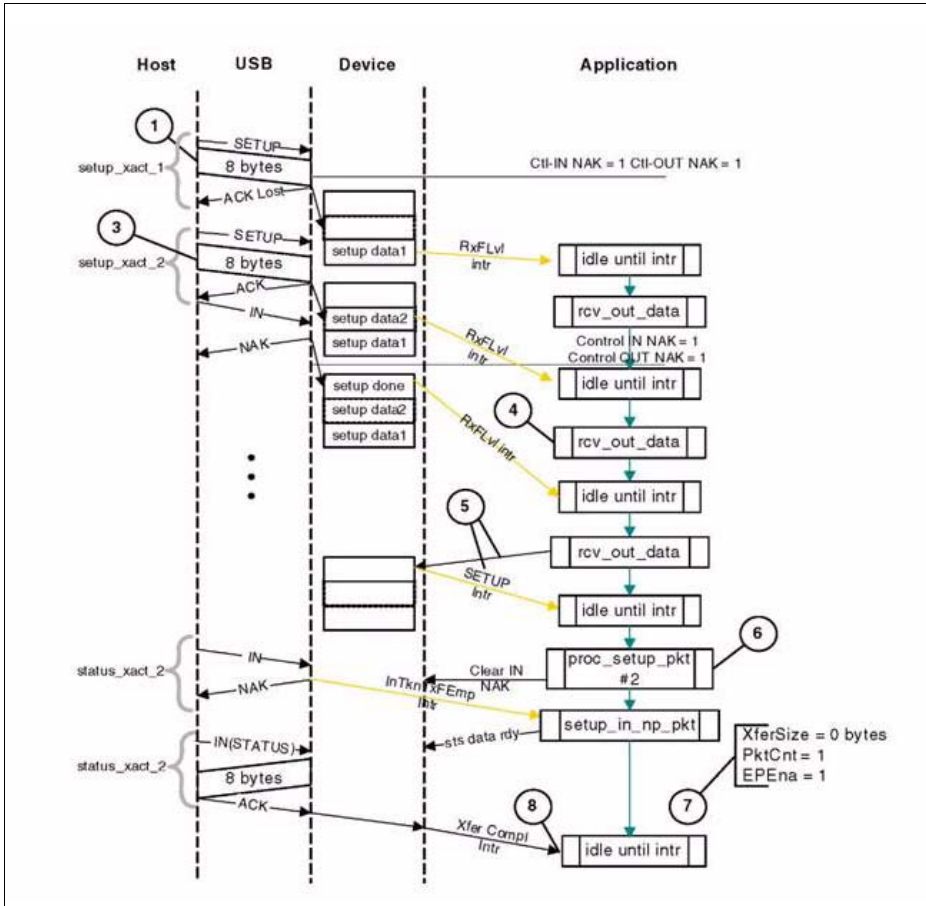 Host USB Device Application
1
SETUP
8 bytes
setup_xact_1
ACK Lost
Ctl-IN NAK = 1 Ctl-OUT NAK = 1
3
SETUP
setup data1
RxFLvl
Intr
idle until intr
setup_xact_2
8 bytes
ACK
IN
setup data2
setup data1
RxFLvl
Intr
rcv_out_data
NAK
Control IN NAK = 1
Control OUT NAK = 1
setup done
setup data2
setup data1
RxFLvl intr
idle until intr
4
rcv_out_data
idle until intr
5
rcv_out_data
SETUP
Intr
idle until intr
6
IN
status_xact_2
NAK
Clear IN
NAK
proc_setup_pkt
#2
InTknTxFEmp
Intr
setup_in_np_pkt
IN(STATUS)
sts data rdy
XferSize = 0 bytes
PktCnt = 1
EPEna = 1
status_xact_2
8 bytes
7
ACK
8
Xfer Compl
Intr
idle until intr